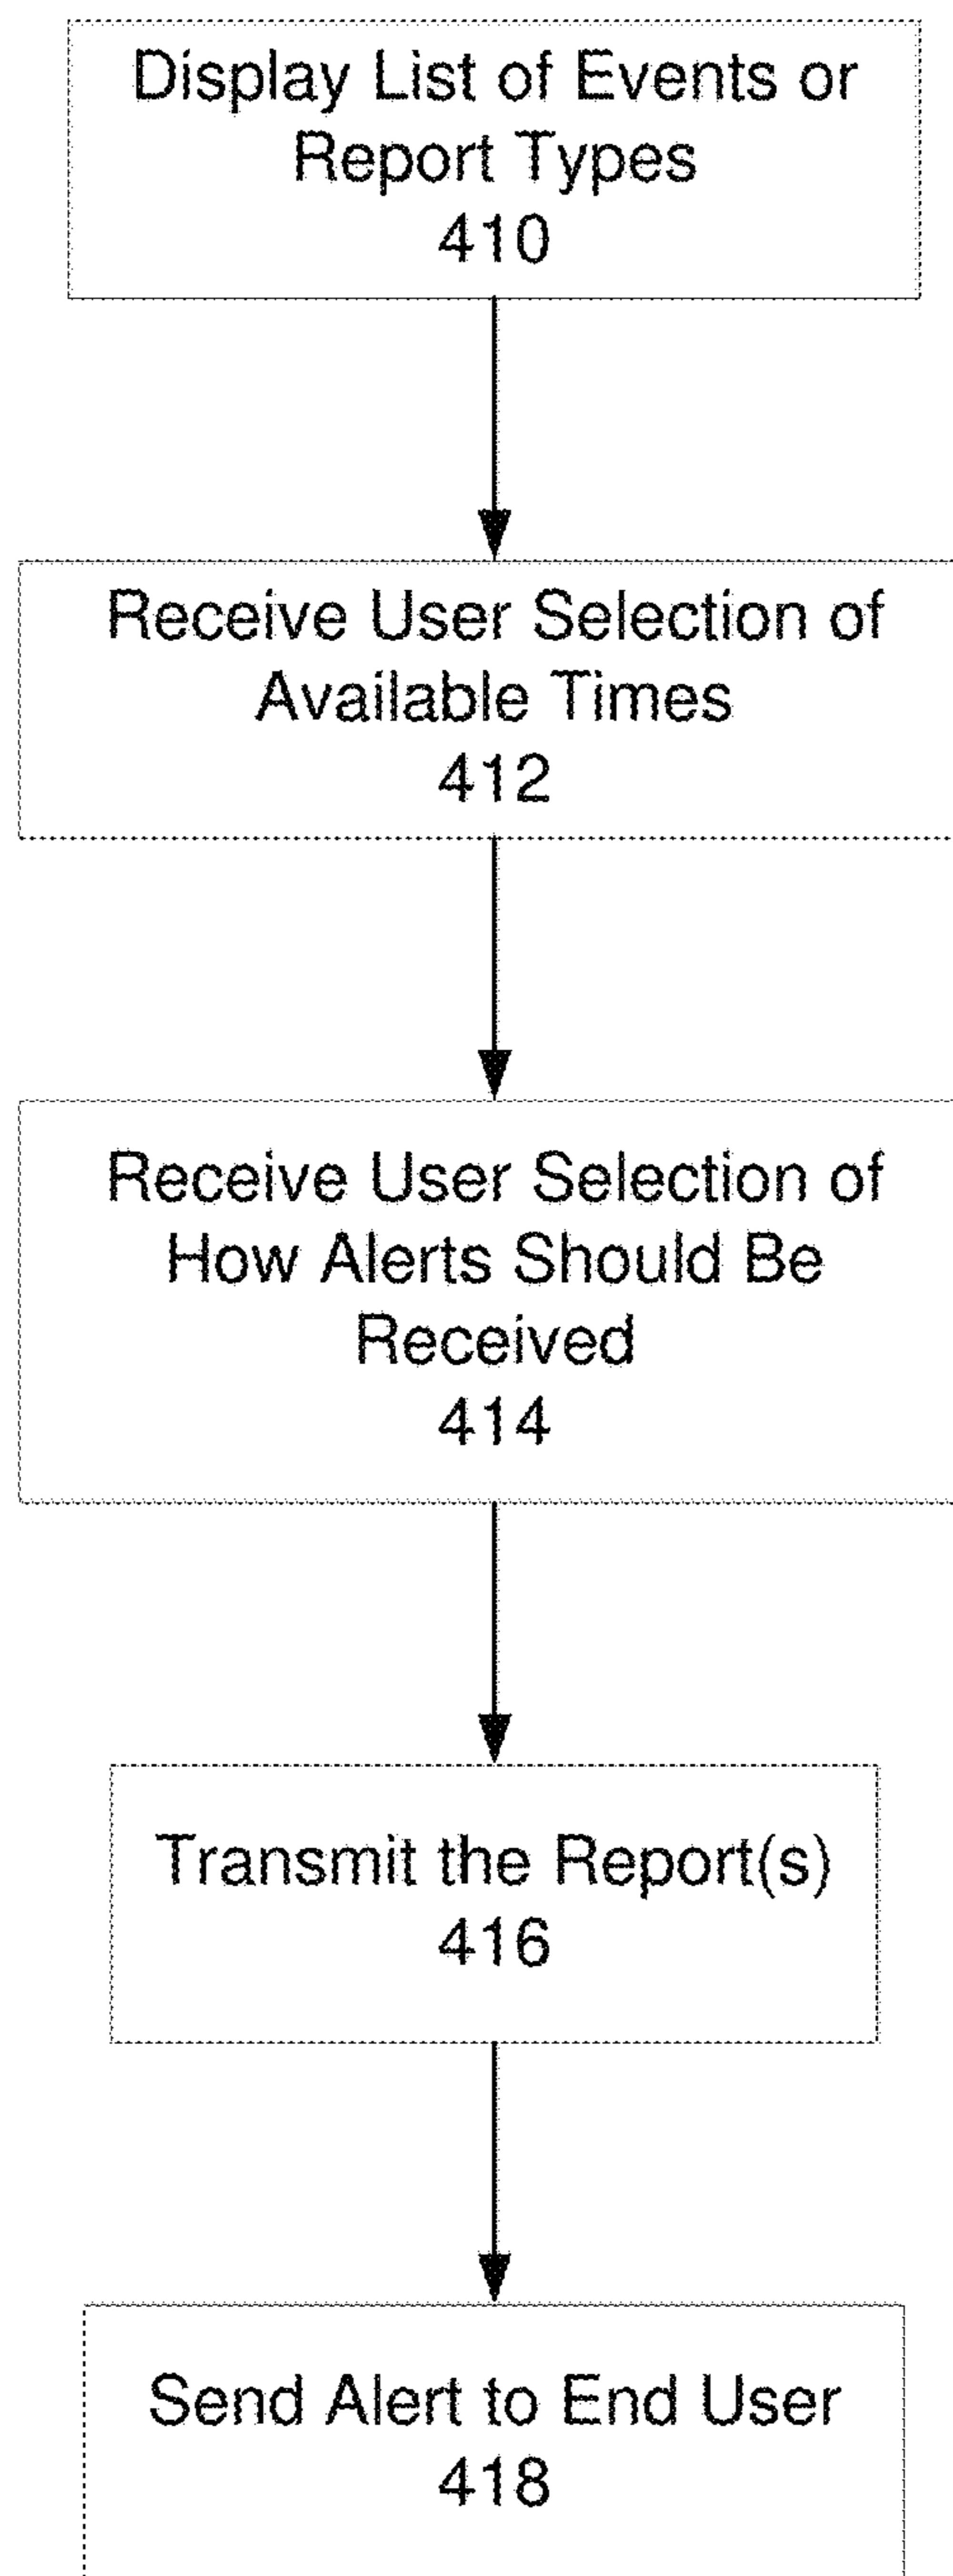 Display List of Events or
Report Types
410
Receive User Selection of
Available Times
412
Receive User Selection of
How Alerts Should Be
Received
414
Transmit the Report(s)
416
Send Alert to End User
418